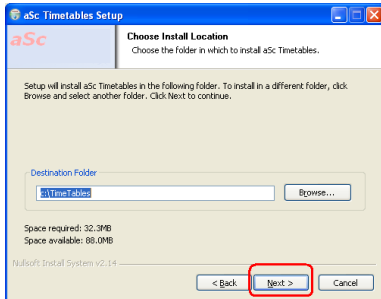 aSc Timetables Setup
aSc
Choose Install Location
Choose the folder in which to install aSc Timetables.
Setup will install aSc Timetables in the following folder. To install in a different folder, click
Browse and select another folder. Click Next to continue.
Destination Folder
c:\TimeTables
Browse...
Space required: 32.3MB
Space available: 88.0MB
Nullsoft Install System v2.14
< Back
Next >
Cancel